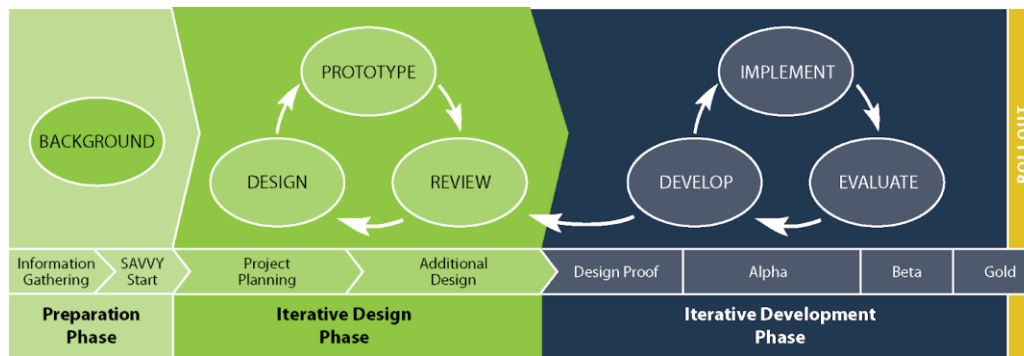 PROTOTYPE
IMPLEMENT
BACKGROUND
DESIGN
REVIEW
DEVELOP
EVALUATE
ROLLOUT
Information
Gathering
SAVVY
Start
Project
Planning
Additional
Design
Design Proof
Alpha
Beta
Gold
Preparation
Phase
Iterative Design
Phase
Iterative Development
Phase